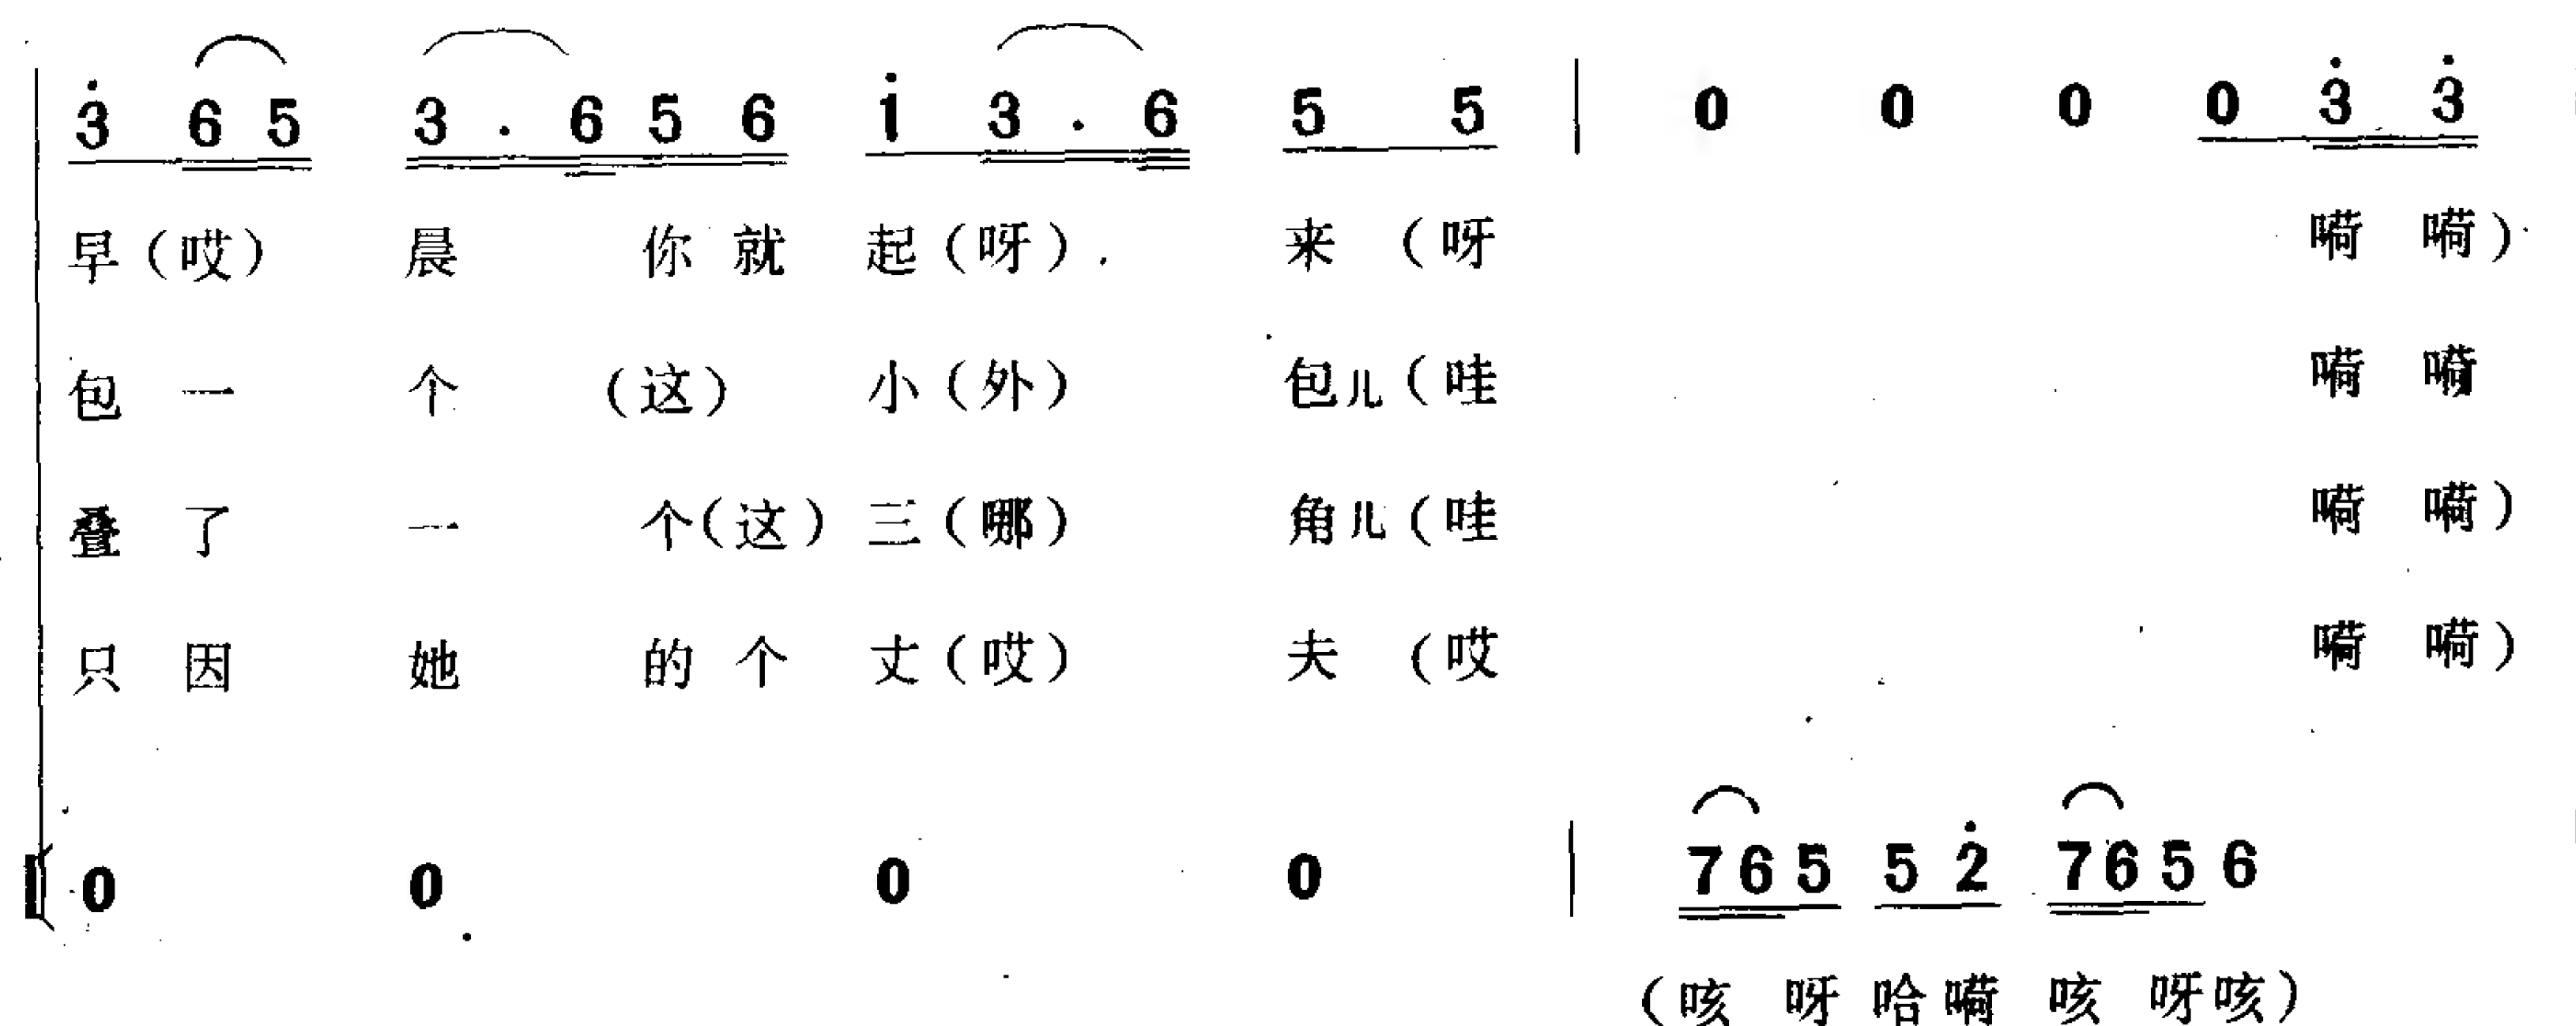 3̇ 6 5 3 . 6 5 6 1̇ 3 . 6 5 5 | 0 0 0 0 3̇ 3̇
早（哎） 晨 你 就 起（呀）. 来 （呀 嗬 嗬）
包 一 个 （这） 小（外） 包儿（哇 嗬 嗬
叠 了 一 个（这）三（哪） 角儿（哇 嗬 嗬）
只 因 她 的 个 丈（哎） 夫 （哎 嗬 嗬）
0 0 0 0 | 7 6 5 5 2̇ 7 6 5 6
（咳 呀 哈 嗬 咳 呀 咳）